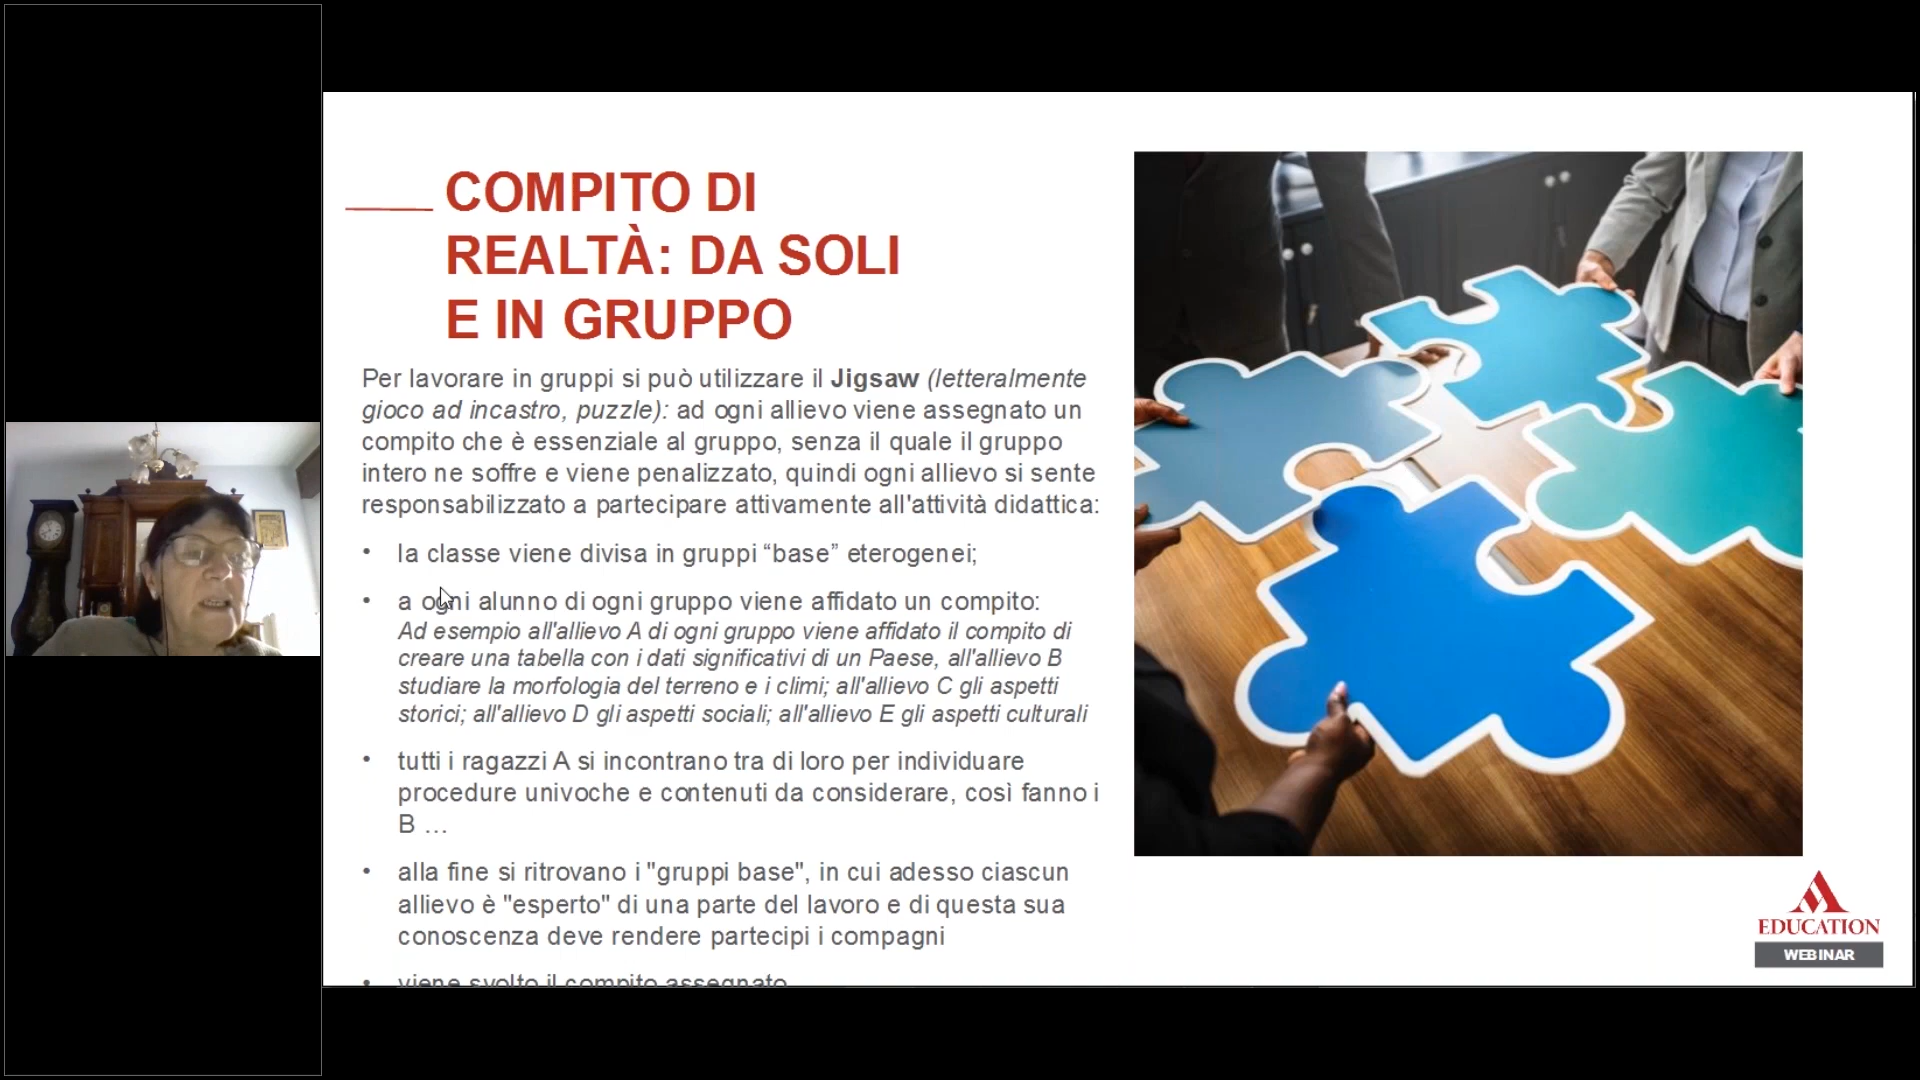 COMPITO DI
REALTÀ: DA SOLI
E IN GRUPPO
Per lavorare in gruppi si può utilizzare il Jigsaw (letteralmente
gioco ad incastro, puzzle): ad ogni allievo viene assegnato un
compito che è essenziale al gruppo, senza il quale il gruppo
intero ne soffre e viene penalizzato, quindi ogni allievo si sente
responsabilizzato a partecipare attivamente all'attività didattica:
• la classe viene divisa in gruppi “base” eterogenei;
• a ogni alunno di ogni gruppo viene affidato un compito:
Ad esempio all'allievo A di ogni gruppo viene affidato il compito di
creare una tabella con i dati significativi di un Paese, all'allievo B
studiare la morfologia del terreno e i climi; all'allievo C gli aspetti
storici; all'allievo D gli aspetti sociali; all'allievo E gli aspetti culturali
• tutti i ragazzi A si incontrano tra di loro per individuare
procedure univoche e contenuti da considerare, così fanno i
B …
• alla fine si ritrovano i "gruppi base", in cui adesso ciascun
allievo è "esperto" di una parte del lavoro e di questa sua
conoscenza deve rendere partecipi i compagni
• viene svolto il compito assegnato
EDUCATION
WEBINAR